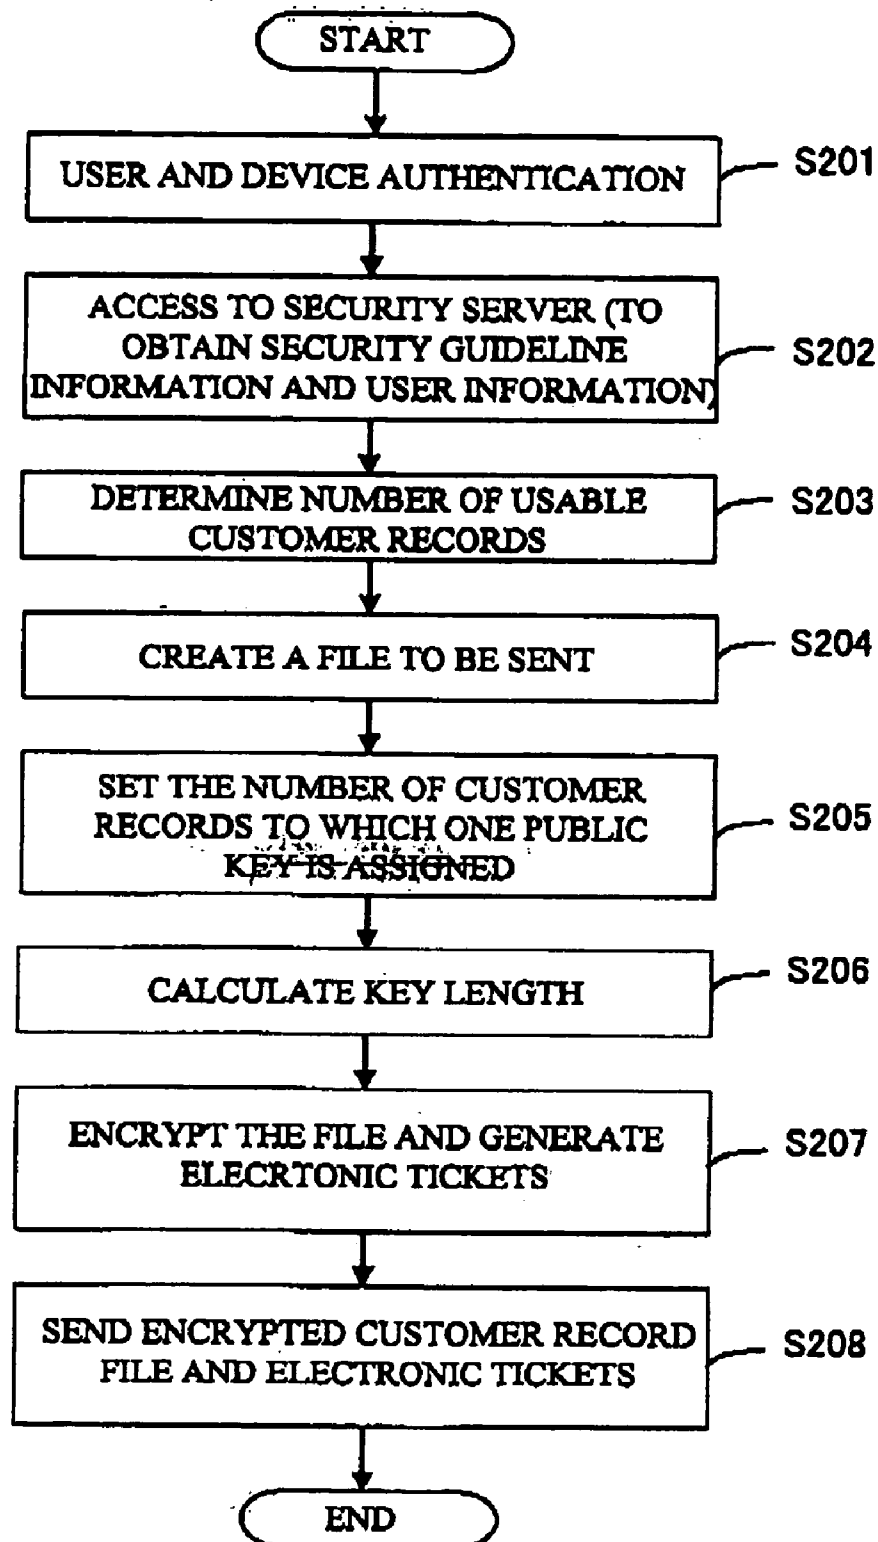 START
USER AND DEVICE AUTHENTICATION
S201
ACCESS TO SECURITY SERVER (TO
OBTAIN SECURITY GUIDELINE
INFORMATION AND USER INFORMATION)
S202
DETERMINE NUMBER OF USABLE
CUSTOMER RECORDS
S203
CREATE A FILE TO BE SENT
S204
SET THE NUMBER OF CUSTOMER
RECORDS TO WHICH ONE PUBLIC
KEY IS ASSIGNED
S205
CALCULATE KEY LENGTH
S206
ENCRYPT THE FILE AND GENERATE
ELECRTONIC TICKETS
S207
SEND ENCRYPTED CUSTOMER RECORD
FILE AND ELECTRONIC TICKETS
S208
END